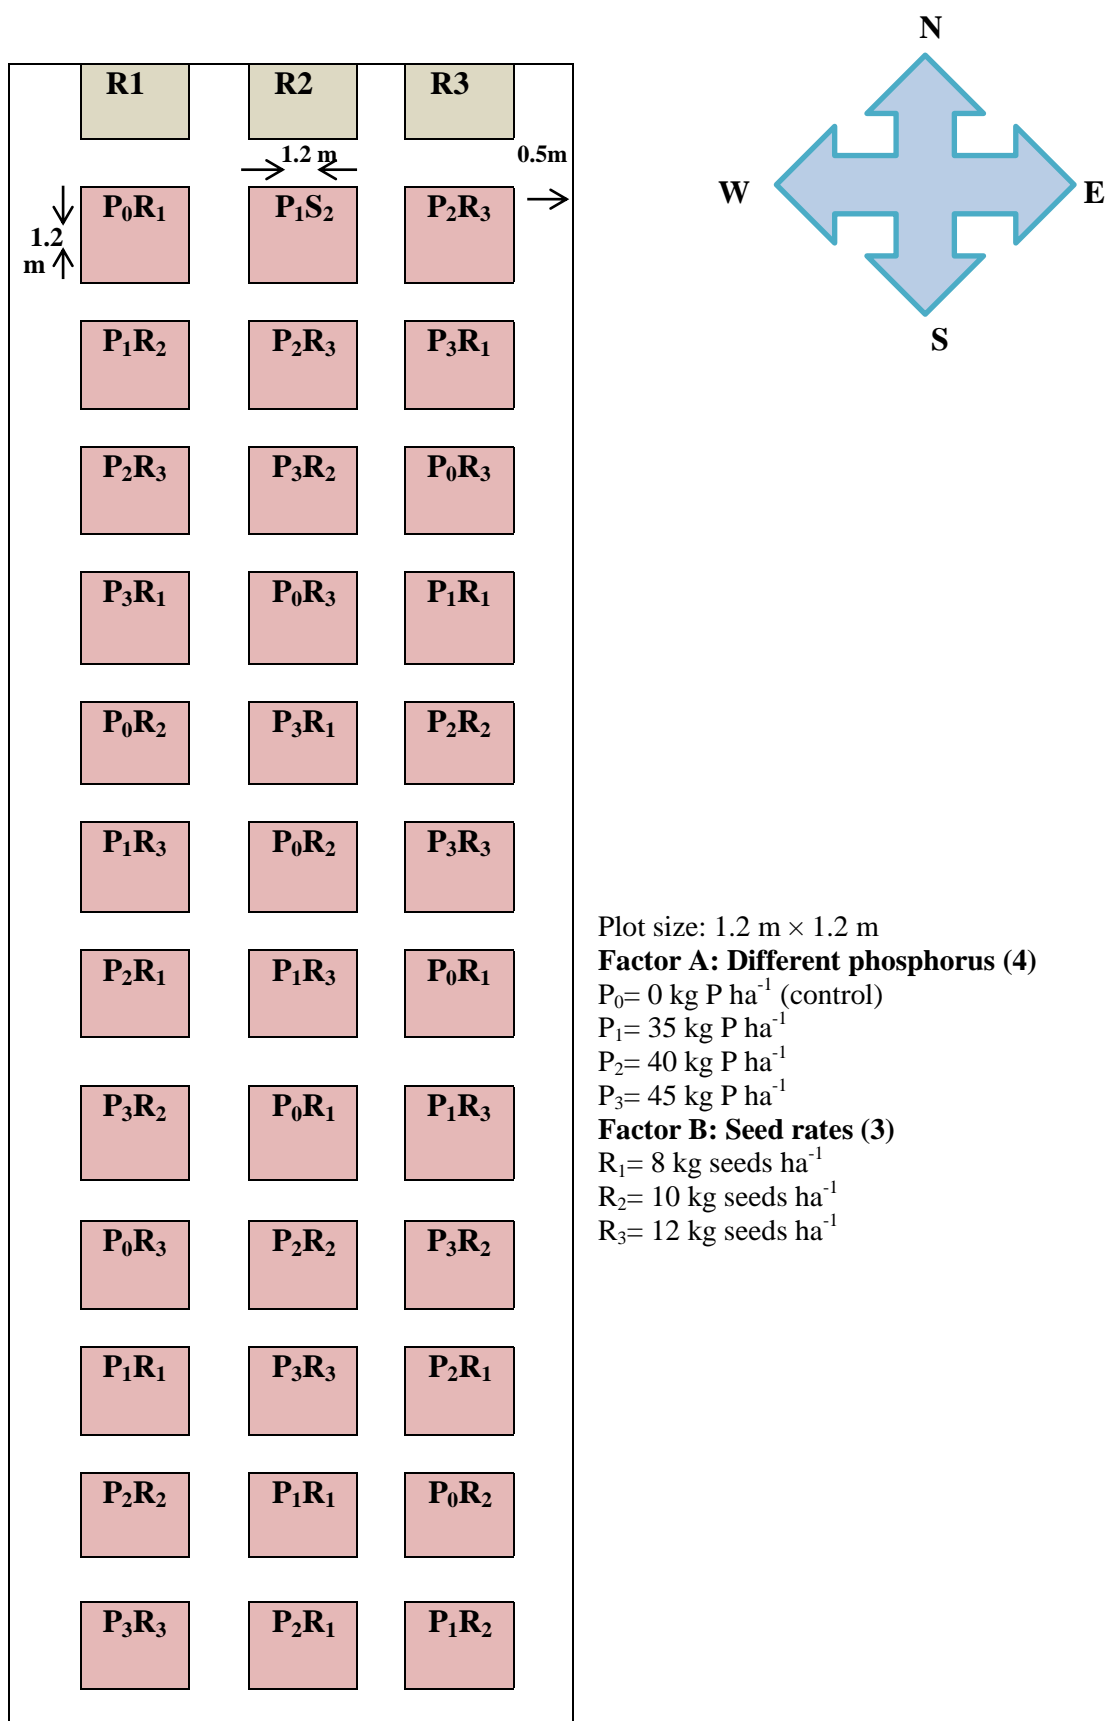 N
R1 R2 R3
1.2 m 0.5m
W E
P₀R₁ P₁S₂ P₂R₃
1.2
m
P₁R₂ P₂R₃ P₃R₁
S
P₂R₃ P₃R₂ P₀R₃
P₃R₁ P₀R₃ P₁R₁
P₀R₂ P₃R₁ P₂R₂
P₁R₃ P₀R₂ P₃R₃
P₂R₁ P₁R₃ P₀R₁
P₃R₂ P₀R₁ P₁R₃
P₀R₃ P₂R₂ P₃R₂
P₁R₁ P₃R₃ P₂R₁
P₂R₂ P₁R₁ P₀R₂
P₃R₃ P₂R₁ P₁R₂
Plot size: 1.2 m × 1.2 m
Factor A: Different phosphorus (4)
P₀= 0 kg P ha⁻¹ (control)
P₁= 35 kg P ha⁻¹
P₂= 40 kg P ha⁻¹
P₃= 45 kg P ha⁻¹
Factor B: Seed rates (3)
R₁= 8 kg seeds ha⁻¹
R₂= 10 kg seeds ha⁻¹
R₃= 12 kg seeds ha⁻¹